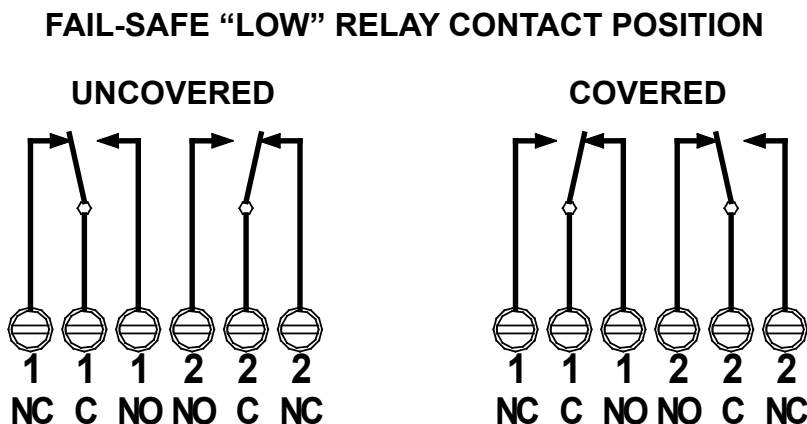 FAIL-SAFE “LOW” RELAY CONTACT POSITION
UNCOVERED
COVERED
1 1 1 2 2 2
NC C NO NO C NC
1 1 1 2 2 2
NC C NO NO C NC